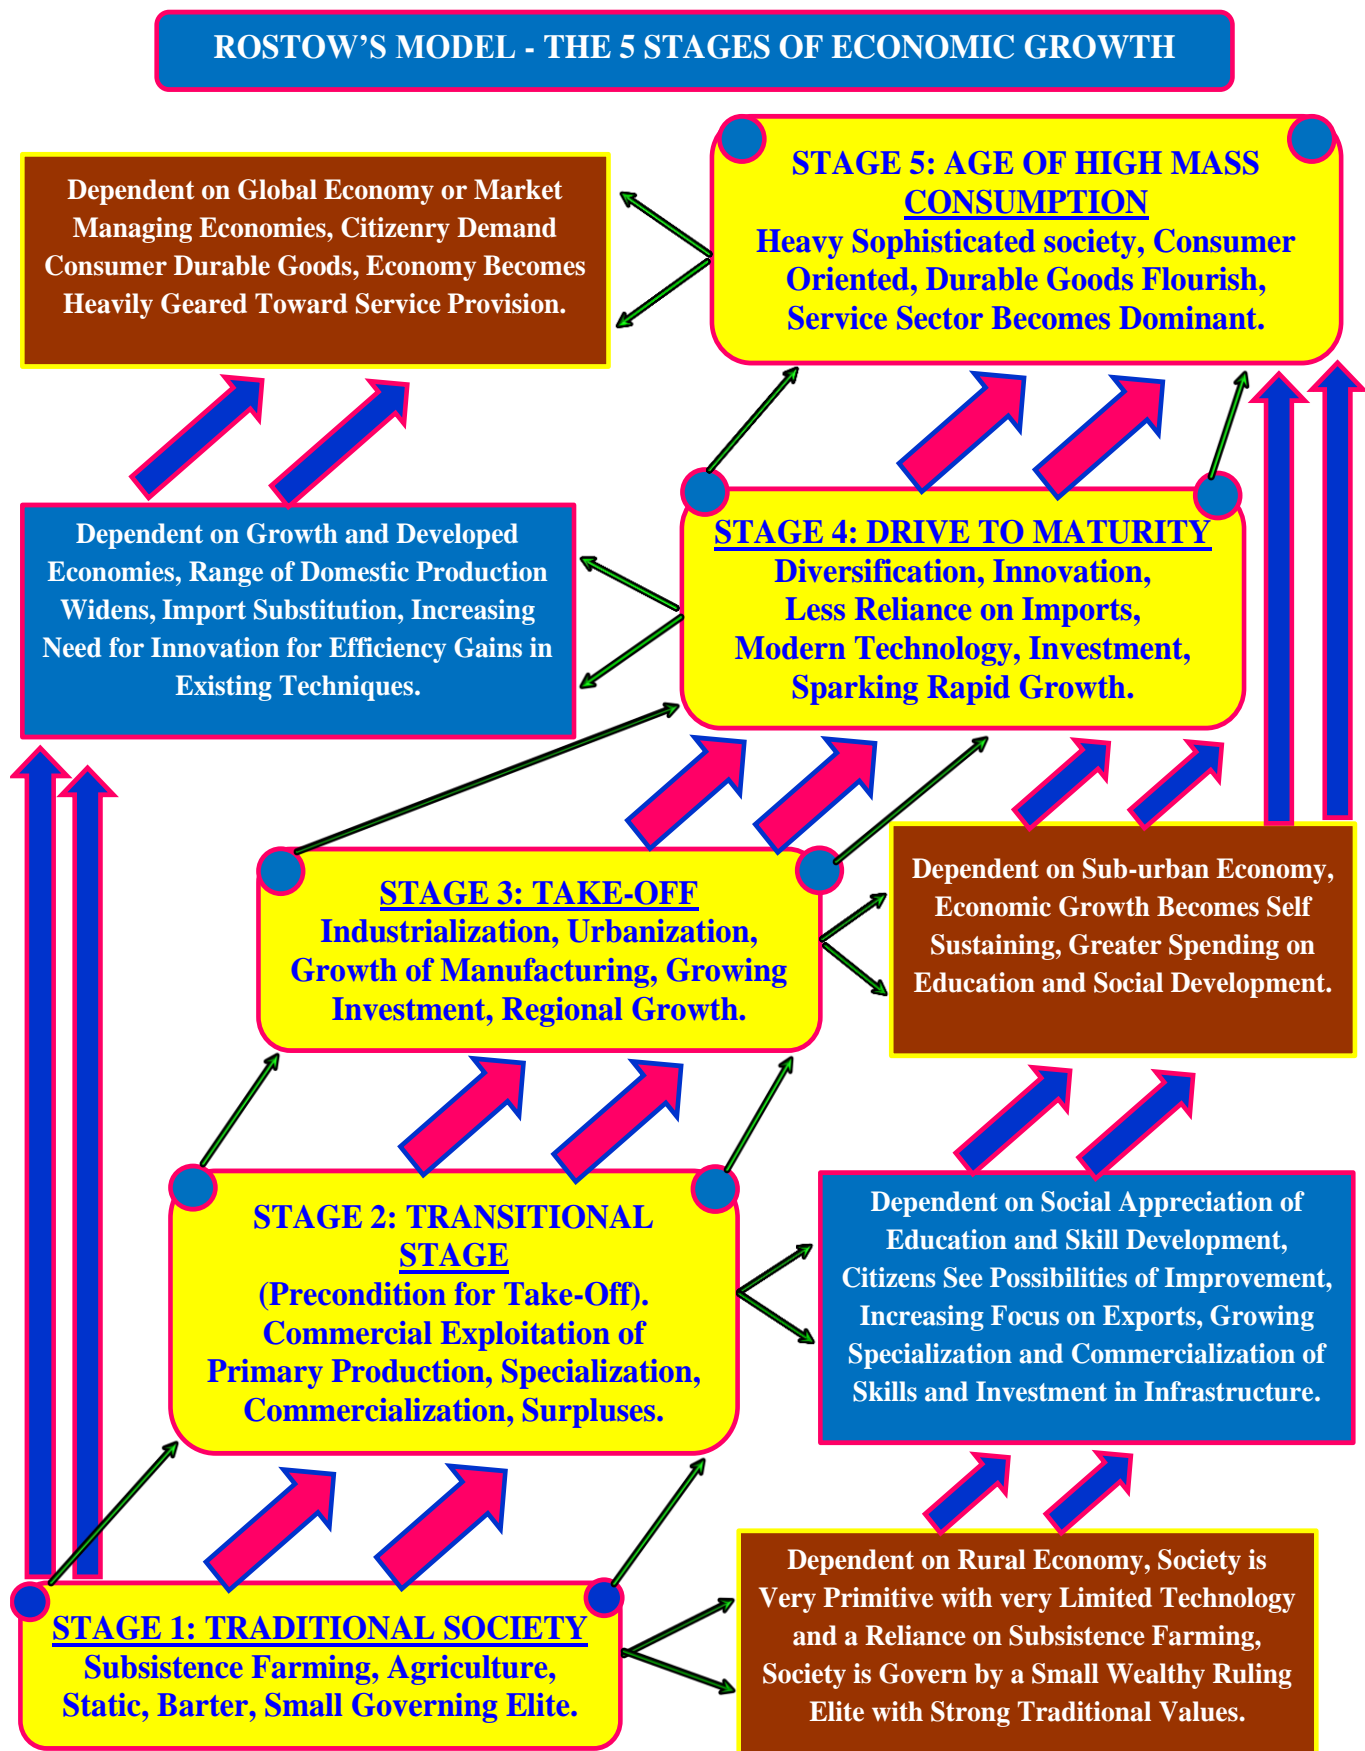 ROSTOW'S MODEL - THE 5 STAGES OF ECONOMIC GROWTH
STAGE 5: AGE OF HIGH MASS
CONSUMPTION
Heavy Sophisticated society, Consumer
Oriented, Durable Goods Flourish,
Service Sector Becomes Dominant.
Dependent on Global Economy or Market
Managing Economies, Citizenry Demand
Consumer Durable Goods, Economy Becomes
Heavily Geared Toward Service Provision.
STAGE 4: DRIVE TO MATURITY
Diversification, Innovation,
Less Reliance on Imports,
Modern Technology, Investment,
Sparking Rapid Growth.
Dependent on Growth and Developed
Economies, Range of Domestic Production
Widens, Import Substitution, Increasing
Need for Innovation for Efficiency Gains in
Existing Techniques.
STAGE 3: TAKE-OFF
Industrialization, Urbanization,
Growth of Manufacturing, Growing
Investment, Regional Growth.
Dependent on Sub-urban Economy,
Economic Growth Becomes Self
Sustaining, Greater Spending on
Education and Social Development.
STAGE 2: TRANSITIONAL
STAGE
(Precondition for Take-Off).
Commercial Exploitation of
Primary Production, Specialization,
Commercialization, Surpluses.
Dependent on Social Appreciation of
Education and Skill Development,
Citizens See Possibilities of Improvement,
Increasing Focus on Exports, Growing
Specialization and Commercialization of
Skills and Investment in Infrastructure.
STAGE 1: TRADITIONAL SOCIETY
Subsistence Farming, Agriculture,
Static, Barter, Small Governing Elite.
Dependent on Rural Economy, Society is
Very Primitive with very Limited Technology
and a Reliance on Subsistence Farming,
Society is Govern by a Small Wealthy Ruling
Elite with Strong Traditional Values.